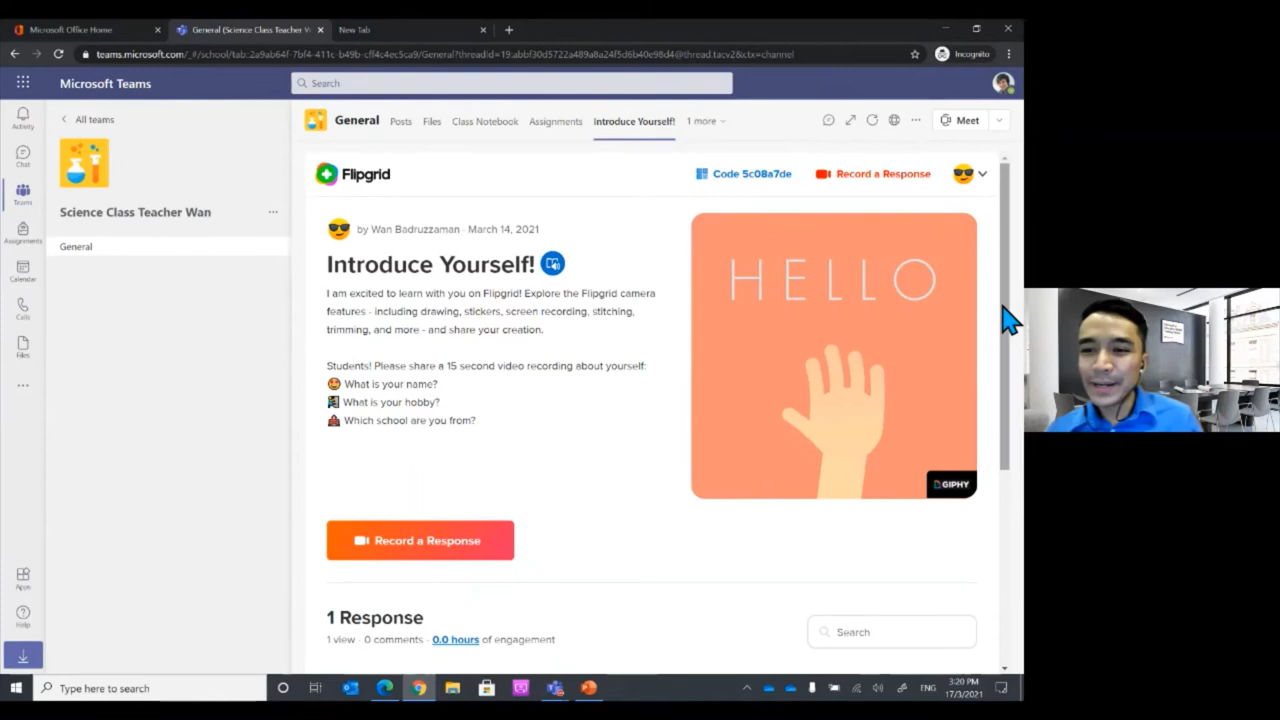 Microsoft Office Home
General (Science Class Teacher W
New Tab
teams.microsoft.com/_#/school/tab:2a9ab64f-7bf4-411c-b49b-cff4c4ec5ca9/General?threadId=19:abbf30d5722a489a8a24f5d6b40e98d4@thread.tacv2&ctx=channel
Incognito
Microsoft Teams
Search
Activity
Chat
Teams
Assignments
Calendar
Calls
Files
Apps
Help
All teams
Science Class Teacher Wan
General
General
Posts
Files
Class Notebook
Assignments
Introduce Yourself!
1 more
Meet
Flipgrid
Code 5c08a7de
Record a Response
by Wan Badruzzaman · March 14, 2021
Introduce Yourself!
I am excited to learn with you on Flipgrid! Explore the Flipgrid camera
features - including drawing, stickers, screen recording, stitching,
trimming, and more - and share your creation.
Students! Please share a 15 second video recording about yourself:
What is your name?
What is your hobby?
Which school are you from?
HELLO
GIPHY
Record a Response
1 Response
1 view · 0 comments · 0.0 hours of engagement
Search
Type here to search
ENG
3:20 PM
17/3/2021